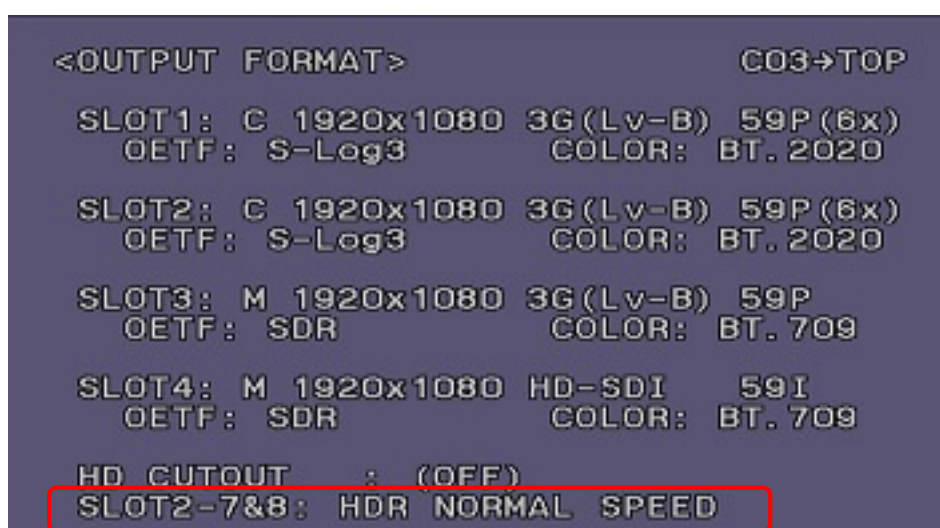 <OUTPUT FORMAT> CO3→TOP
SLOT1: C 1920x1080 3G(Lv-B) 59P(6x)
OETF: S-Log3 COLOR: BT.2020
SLOT2: C 1920x1080 3G(Lv-B) 59P(6x)
OETF: S-Log3 COLOR: BT.2020
SLOT3: M 1920x1080 3G(Lv-B) 59P
OETF: SDR COLOR: BT.709
SLOT4: M 1920x1080 HD-SDI 59I
OETF: SDR COLOR: BT.709
HD CUTOUT : (OFF)
SLOT2-7&8: HDR NORMAL SPEED